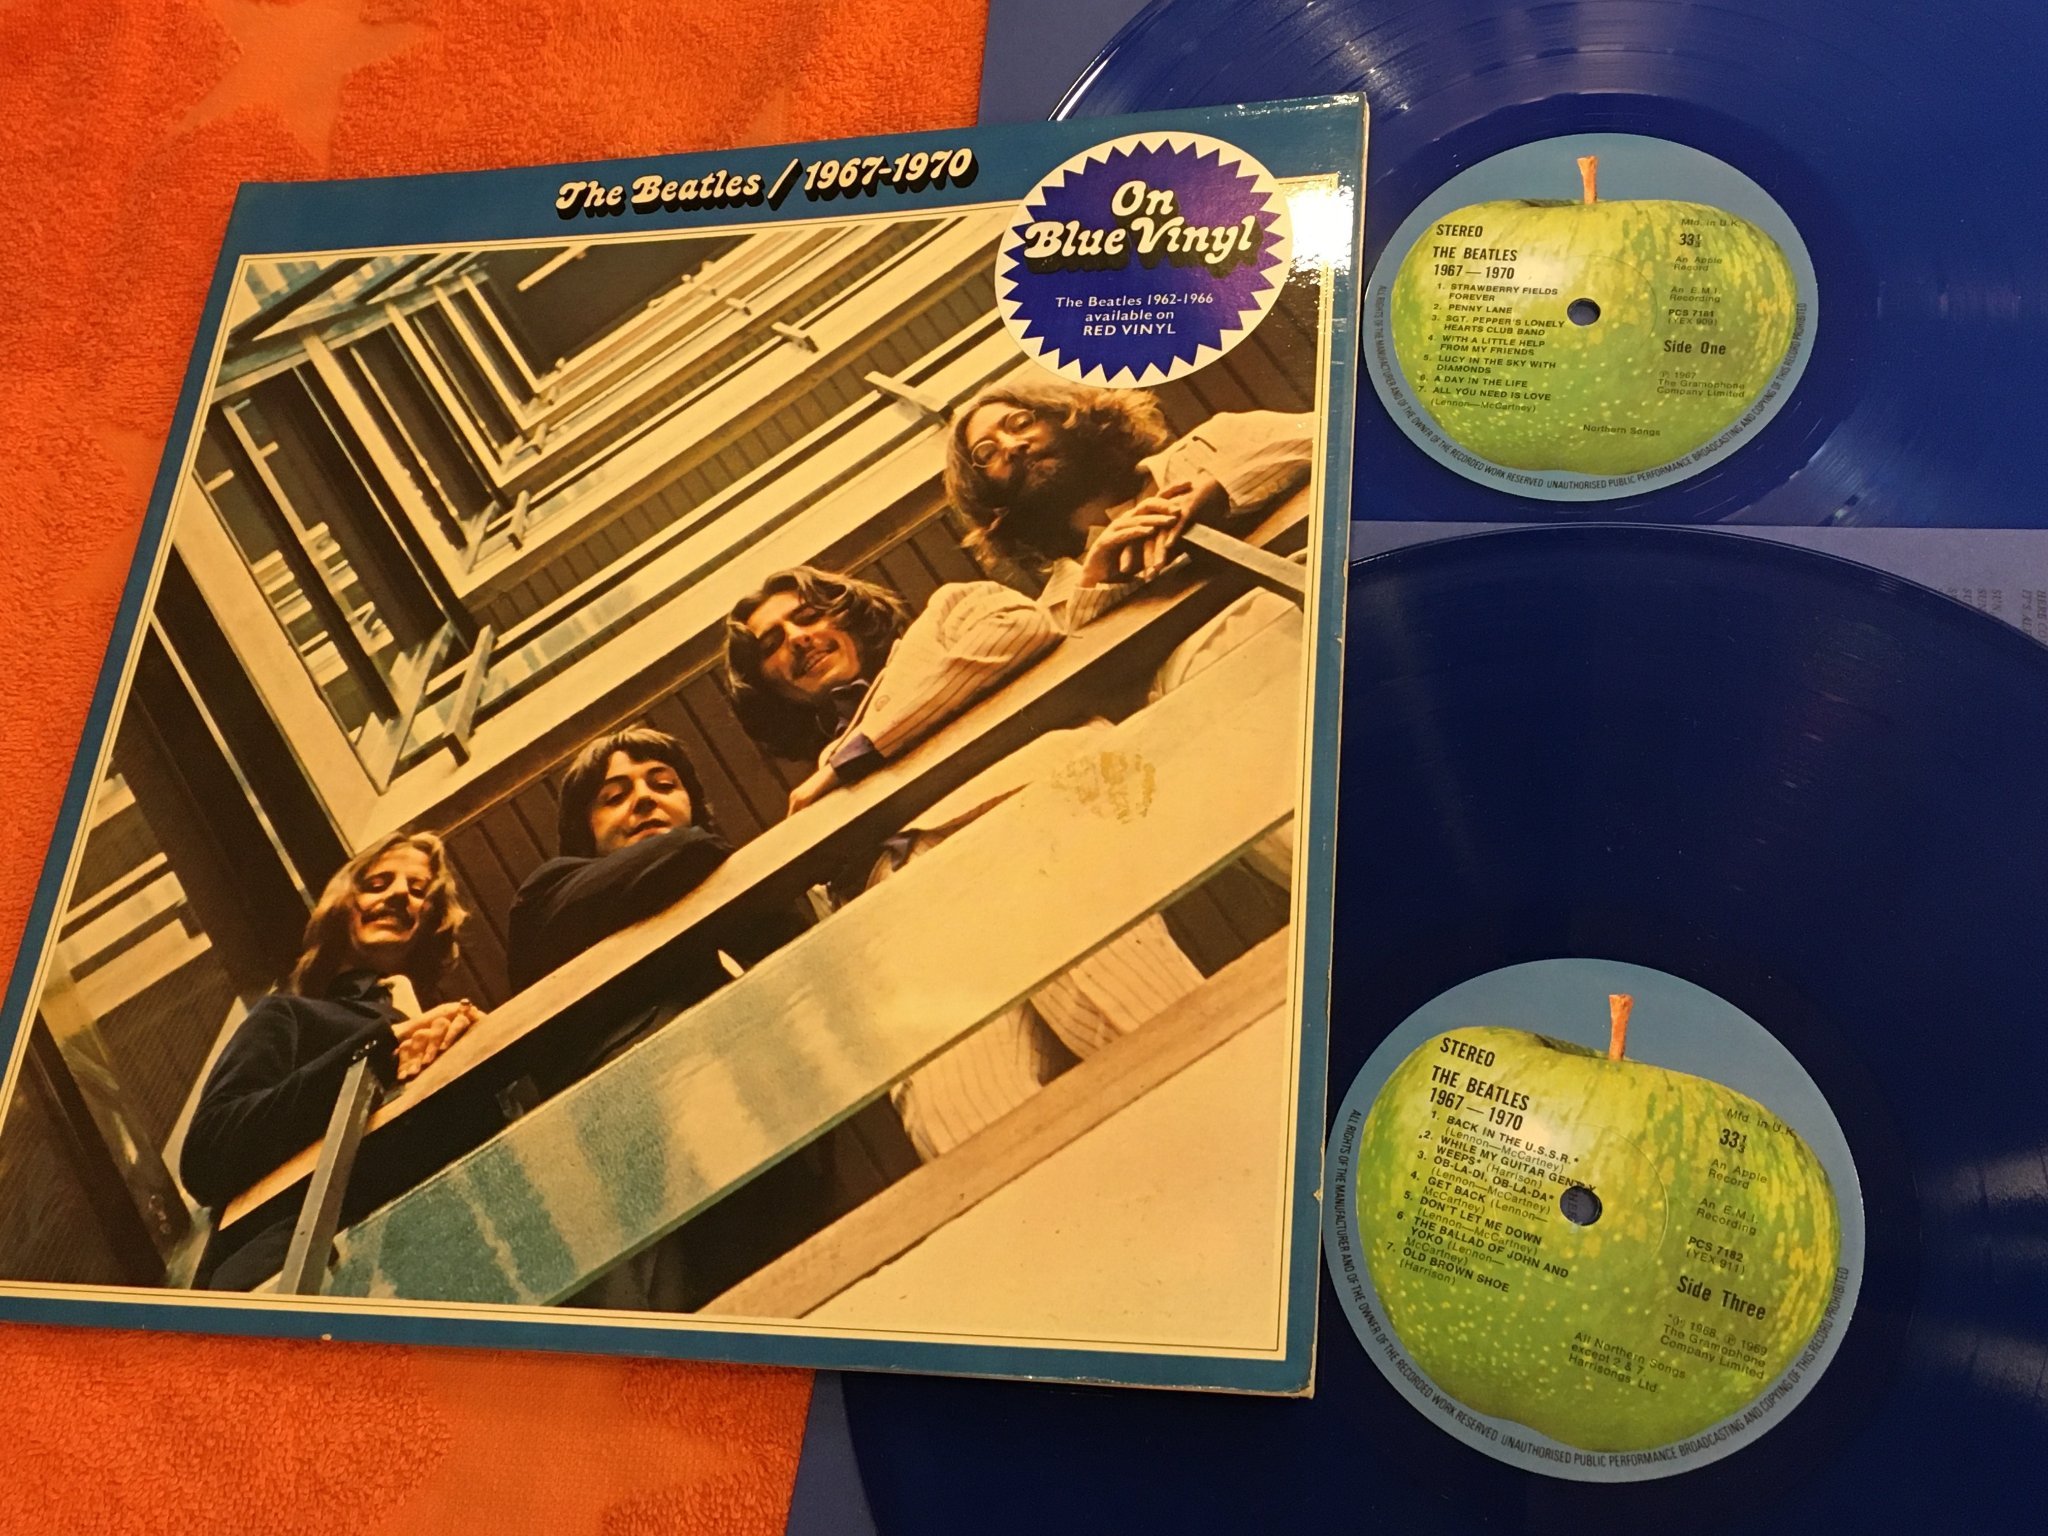 The Beatles / 1967-1970
On
Blue Vinyl
The Beatles 1962-1966
available on
RED VINYL
STEREO
THE BEATLES
1967 — 1970
1. STRAWBERRY FIELDS
FOREVER
2. PENNY LANE
3. SGT. PEPPER'S LONELY
HEARTS CLUB BAND
4. WITH A LITTLE HELP
FROM MY FRIENDS
5. LUCY IN THE SKY WITH
DIAMONDS
6. A DAY IN THE LIFE
7. ALL YOU NEED IS LOVE
(Lennon—McCartney)
Mfd. in U.K.
33⅓
An Apple
Record
An E.M.I.
Recording
PCS 7181
(YEX 909)
Side One
℗ 1967
The Gramophone
Company Limited
Northern Songs
ALL RIGHTS OF THE MANUFACTURER AND OF THE OWNER OF THE RECORDED WORK RESERVED UNAUTHORISED PUBLIC PERFORMANCE BROADCASTING AND COPYING OF THIS RECORD PROHIBITED
STEREO
THE BEATLES
1967 — 1970
1. BACK IN THE U.S.S.R.*
(Lennon—McCartney)
2. WHILE MY GUITAR GENTLY
WEEPS* (Harrison)
3. OB-LA-DI, OB-LA-DA*
(Lennon—McCartney)
4. GET BACK (Lennon—
McCartney)
5. DON'T LET ME DOWN
(Lennon—McCartney)
6 THE BALLAD OF JOHN AND
YOKO (Lennon—
McCartney)
7. OLD BROWN SHOE
(Harrison)
Mfd. in U.K.
33⅓
An Apple
Record
An E.M.I.
Recording
PCS 7182
(YEX 911)
Side Three
*℗ 1968, ℗ 1969
The Gramophone
Company Limited
All Northern Songs
except 2 & 7,
Harrisongs Ltd
ALL RIGHTS OF THE MANUFACTURER AND OF THE OWNER OF THE RECORDED WORK RESERVED UNAUTHORISED PUBLIC PERFORMANCE BROADCASTING AND COPYING OF THIS RECORD PROHIBITED